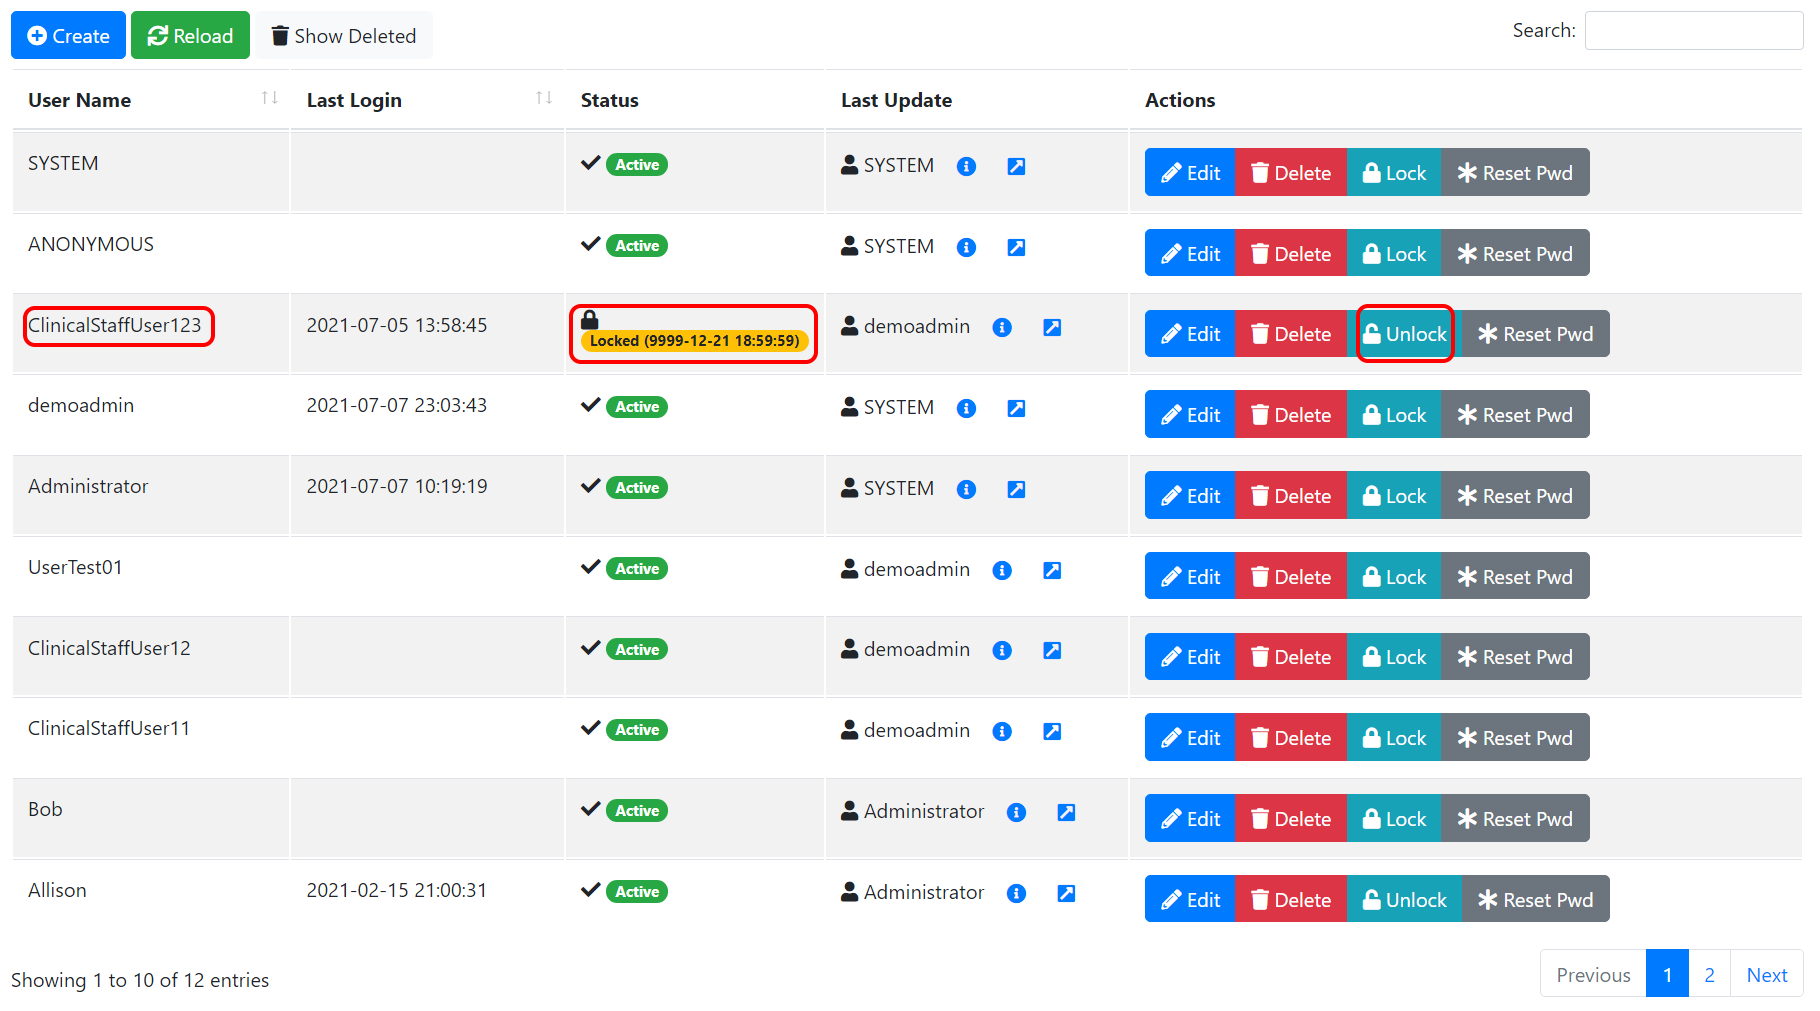 Create Reload Show Deleted Search:
User Name Last Login Status Last Update Actions
SYSTEM Active SYSTEM Edit Delete Lock Reset Pwd
ANONYMOUS Active SYSTEM Edit Delete Lock Reset Pwd
ClinicalStaffUser123 2021-07-05 13:58:45 Locked (9999-12-21 18:59:59) demoadmin Edit Delete Unlock Reset Pwd
demoadmin 2021-07-07 23:03:43 Active SYSTEM Edit Delete Lock Reset Pwd
Administrator 2021-07-07 10:19:19 Active SYSTEM Edit Delete Lock Reset Pwd
UserTest01 Active demoadmin Edit Delete Lock Reset Pwd
ClinicalStaffUser12 Active demoadmin Edit Delete Lock Reset Pwd
ClinicalStaffUser11 Active demoadmin Edit Delete Lock Reset Pwd
Bob Active Administrator Edit Delete Lock Reset Pwd
Allison 2021-02-15 21:00:31 Active Administrator Edit Delete Unlock Reset Pwd
Showing 1 to 10 of 12 entries Previous 1 2 Next